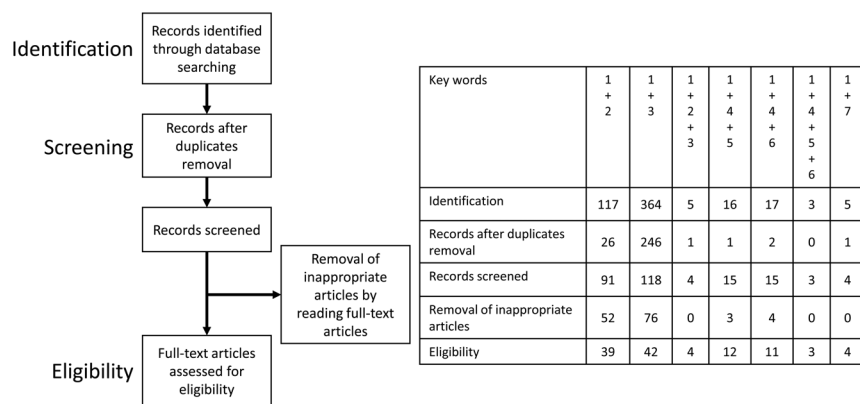 Identification
Records identified
through database
searching
Screening
Records after
duplicates
removal
Records screened
Removal of
inappropriate
articles by
reading full-text
articles
Eligibility
Full-text articles
assessed for
eligibility
Key words 1+2 1+3 1+2+3 1+4+5 1+4+6 1+4+5+6 1+7
Identification 117 364 5 16 17 3 5
Records after duplicates
removal 26 246 1 1 2 0 1
Records screened 91 118 4 15 15 3 4
Removal of inappropriate
articles 52 76 0 3 4 0 0
Eligibility 39 42 4 12 11 3 4